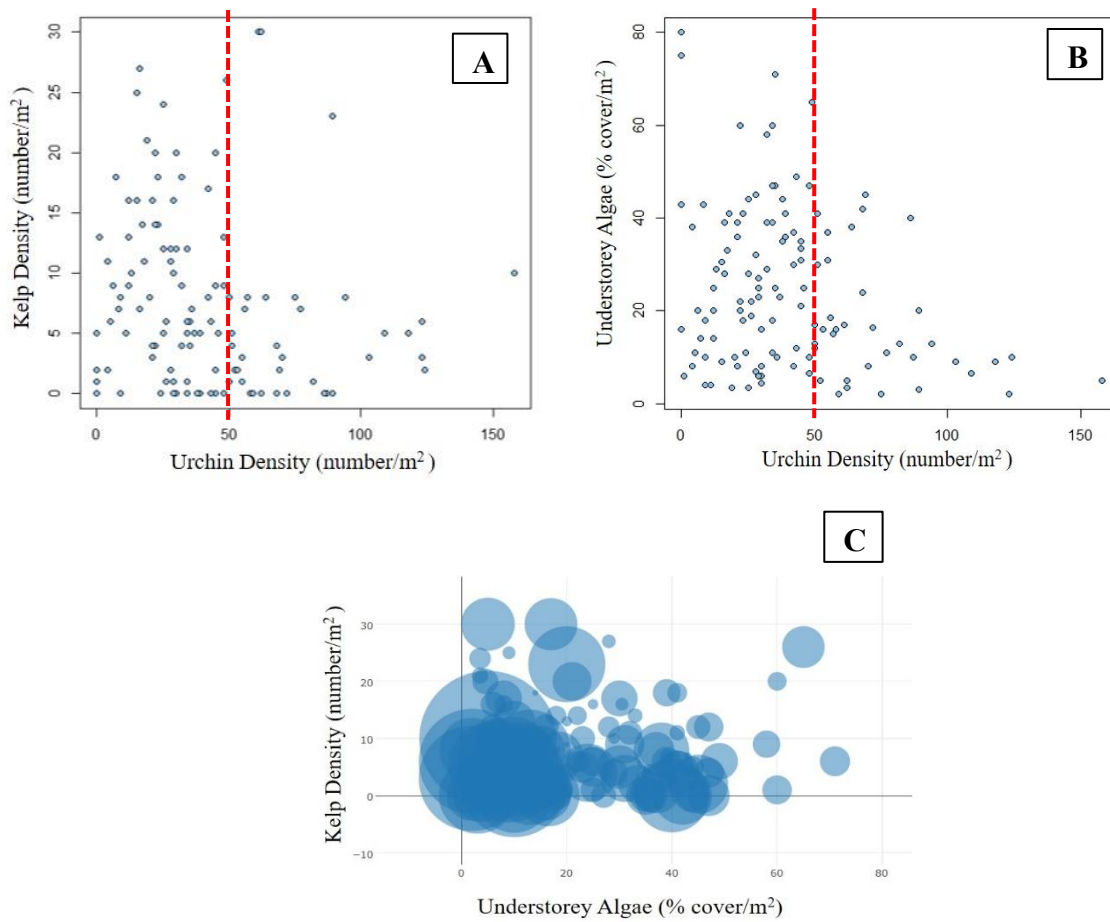 A
Kelp Density (number/m²)
30
25
20
15
10
5
0
0 50 100 150
Urchin Density (number/m²)
B
Understorey Algae (% cover/m²)
80
60
40
20
0
0 50 100 150
Urchin Density (number/m²)
C
Kelp Density (number/m²)
30
20
10
0
−10
0 20 40 60 80
Understorey Algae (% cover/m²)